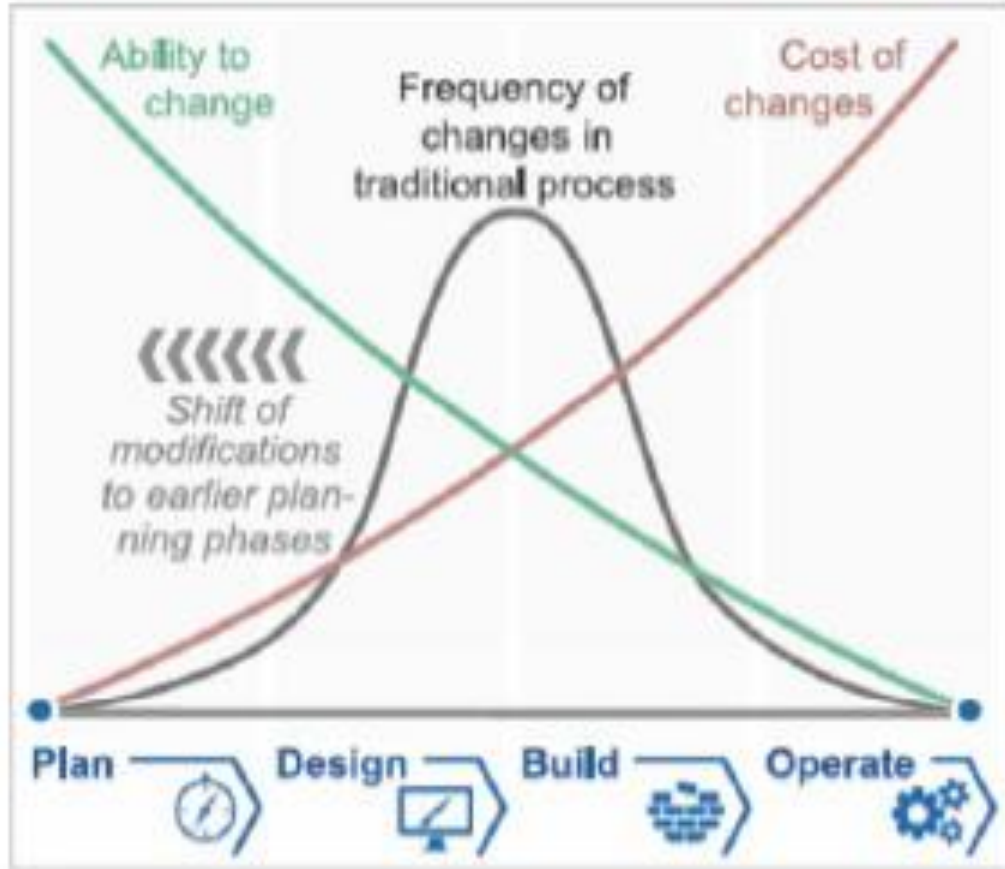 Ability to
change
Frequency of
changes in
traditional process
Cost of
changes
Shift of
modifications
to earlier plan-
ning phases
Plan
Design
Build
Operate